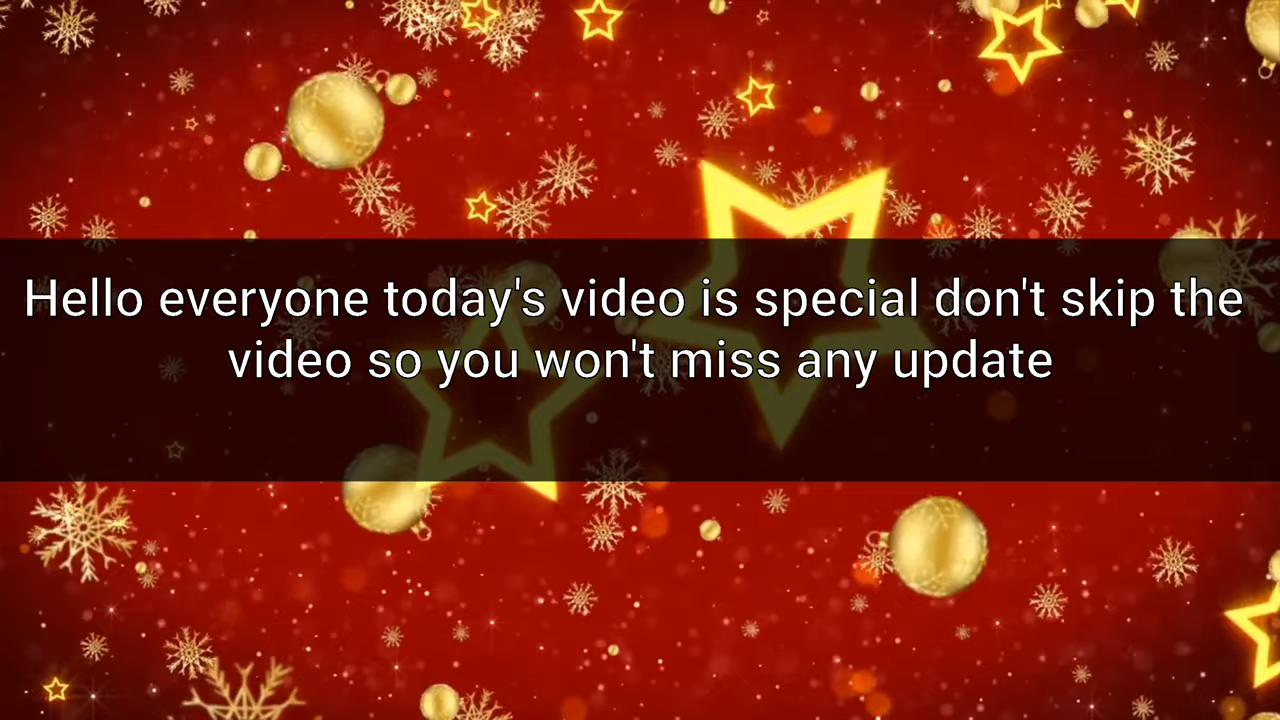 Hello everyone today's video is special don't skip the
video so you won't miss any update